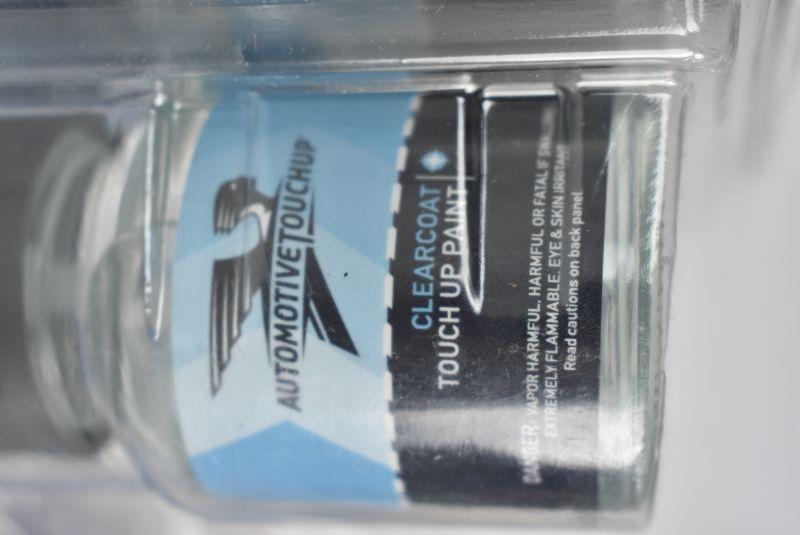 AUTOMOTIVETOUCHUP
CLEARCOAT
TOUCH UP PAINT
DANGER: VAPOR HARMFUL. HARMFUL OR FATAL IF
EXTREMELY FLAMMABLE. EYE & SKIN IRRITANT
Read cautions on back panel